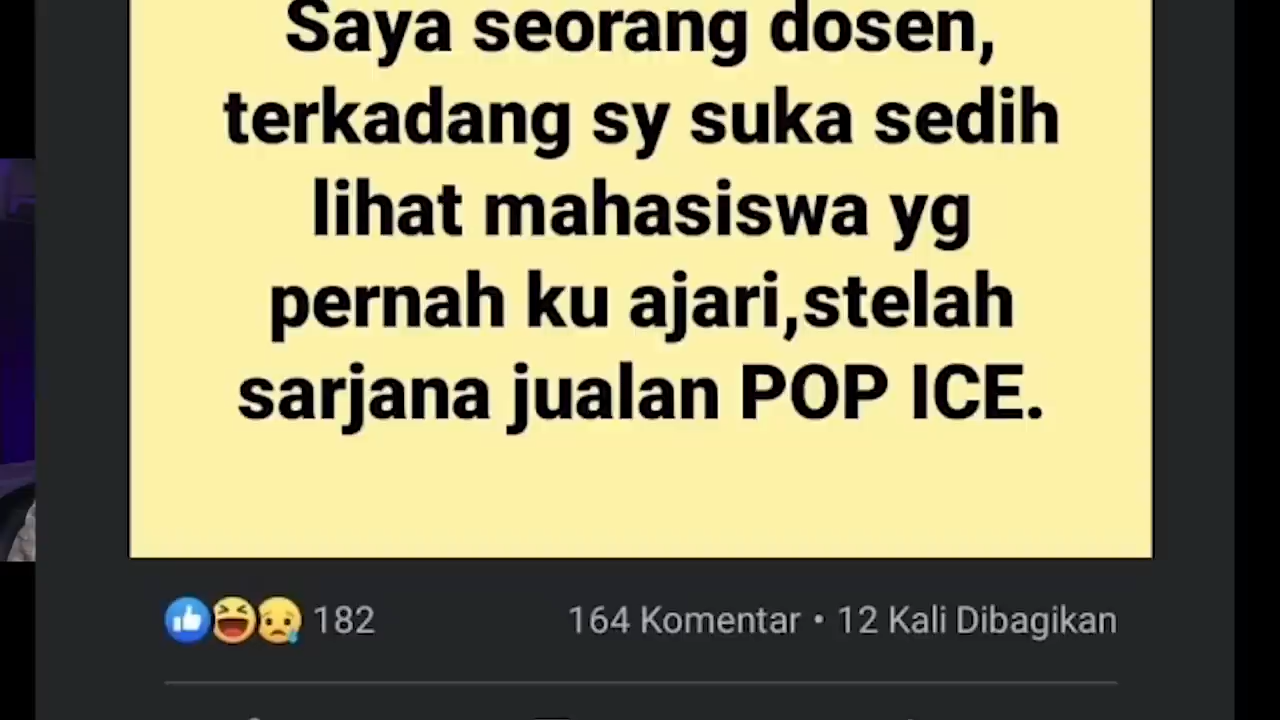 Saya seorang dosen,
terkadang sy suka sedih
lihat mahasiswa yg
pernah ku ajari,stelah
sarjana jualan POP ICE.
182
164 Komentar • 12 Kali Dibagikan